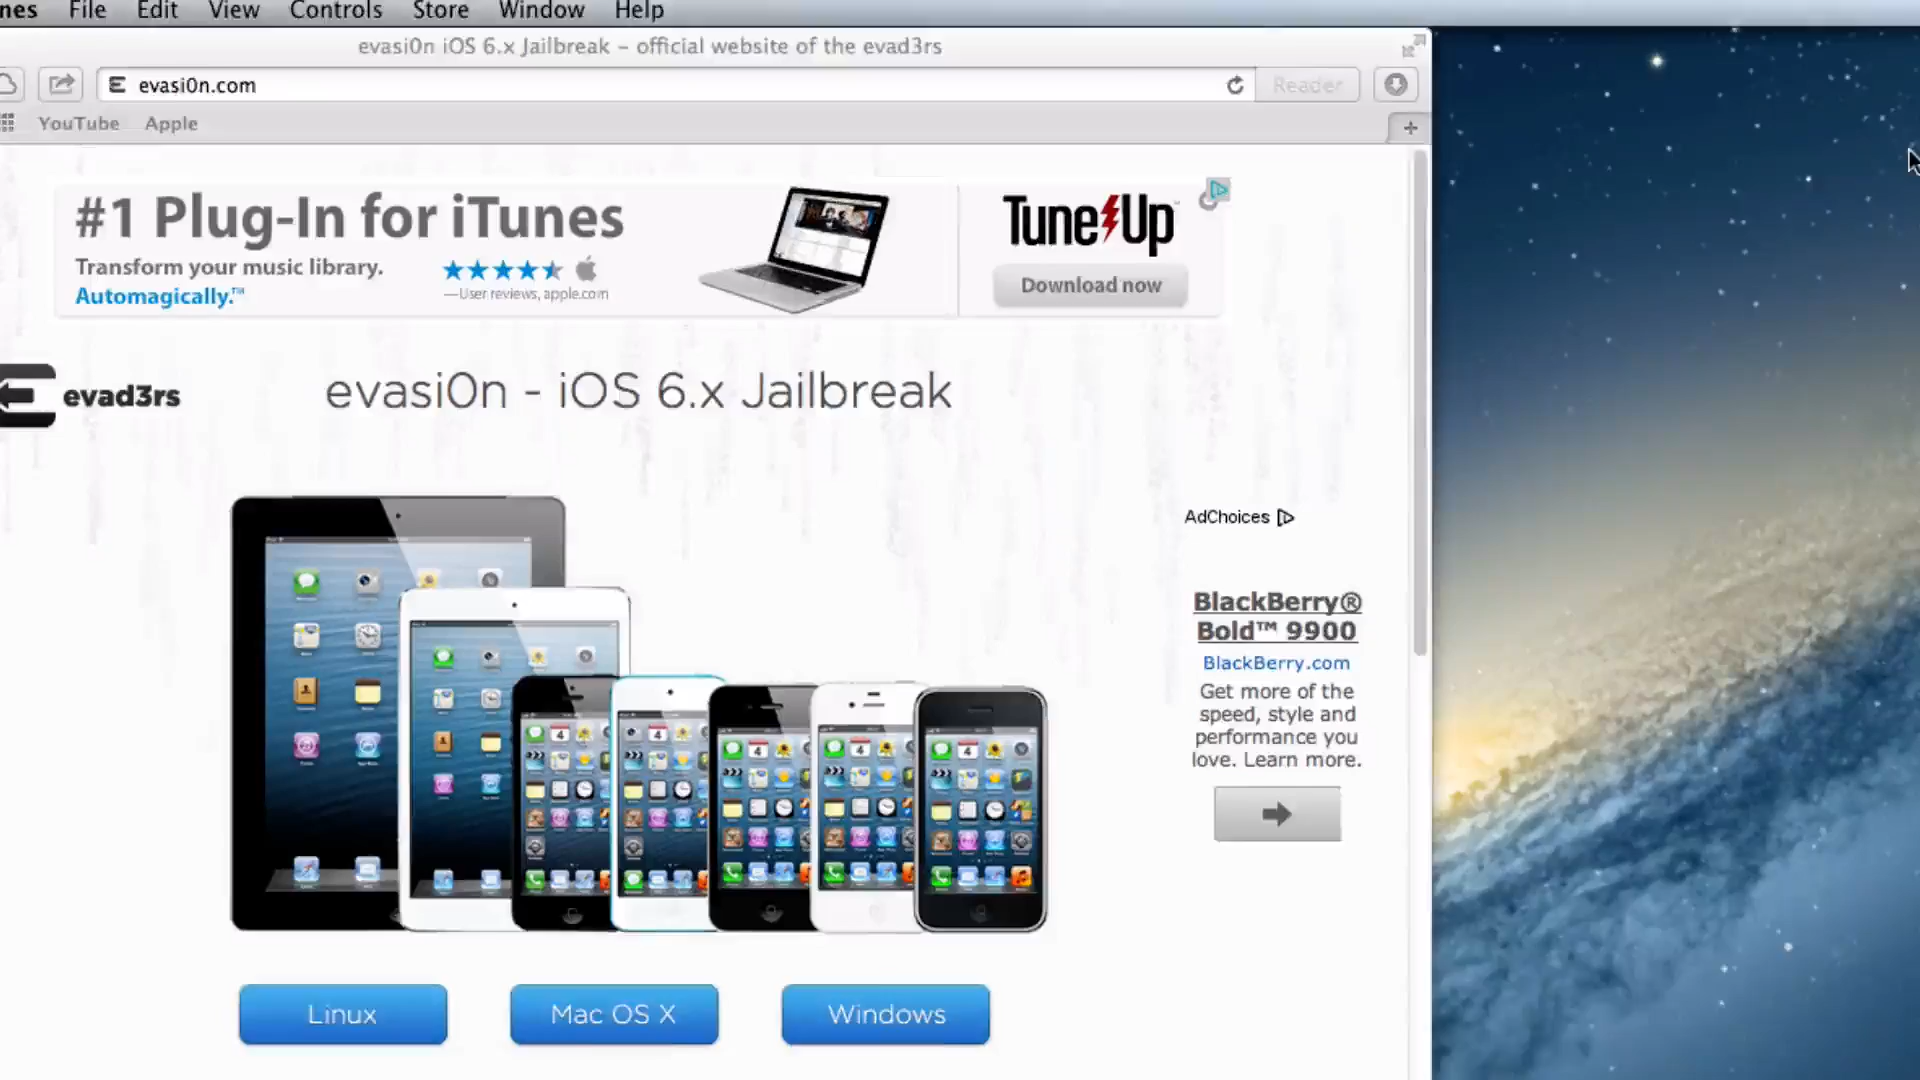 nes File Edit View Controls Store Window Help
evasi0n iOS 6.x Jailbreak – official website of the evad3rs
evasi0n.com Reader
YouTube Apple
#1 Plug-In for iTunes
Transform your music library.
Automagically.™
—User reviews, apple.com
TuneUp
Download now
evad3rs
evasi0n - iOS 6.x Jailbreak
AdChoices
BlackBerry®
Bold™ 9900
BlackBerry.com
Get more of the
speed, style and
performance you
love. Learn more.
Linux Mac OS X Windows